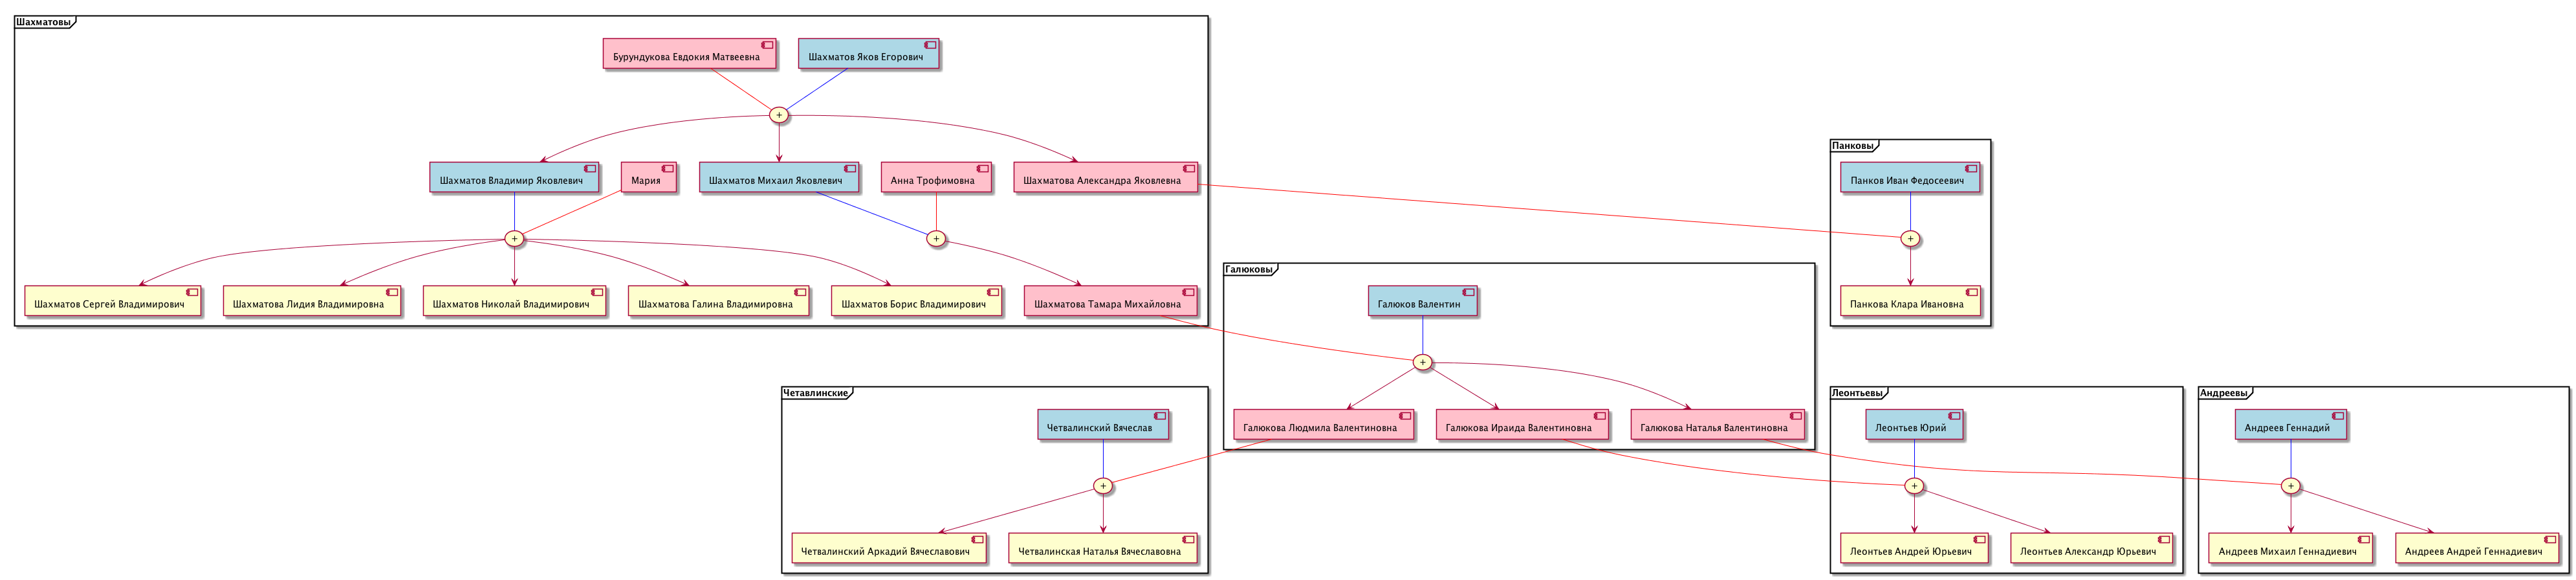 Шахматовы
Бурундукова Евдокия Матвеевна
Шахматов Яков Егорович
+
Панковы
Шахматов Владимир Яковлевич
Мария
Шахматов Михаил Яковлевич
Анна Трофимовна
Шахматова Александра Яковлевна
Панков Иван Федосеевич
+
+
+
Галюковы
Шахматов Сергей Владимирович
Шахматова Лидия Владимировна
Шахматов Николай Владимирович
Шахматова Галина Владимировна
Шахматов Борис Владимирович
Шахматова Тамара Михайловна
Галюков Валентин
Панкова Клара Ивановна
+
Четавлинские
Леонтьевы
Андреевы
Четвалинский Вячеслав
Галюкова Людмила Валентиновна
Галюкова Ираида Валентиновна
Галюкова Наталья Валентиновна
Леонтьев Юрий
Андреев Геннадий
+
+
+
Четвалинский Аркадий Вячеславович
Четвалинская Наталья Вячеславовна
Леонтьев Андрей Юрьевич
Леонтьев Александр Юрьевич
Андреев Михаил Геннадиевич
Андреев Андрей Геннадиевич